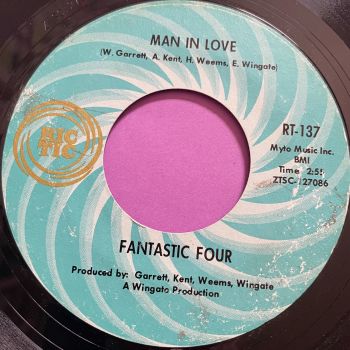 MAN IN LOVE
(W. Garrett, A. Kent, H. Weems, E. Wingate)
RIC
TIC
RT-137
Myto Music Inc.
BMI
Time 2:55
ZTSC-127086
FANTASTIC FOUR
Produced by: Garrett, Kent, Weems, Wingate
A Wingate Production